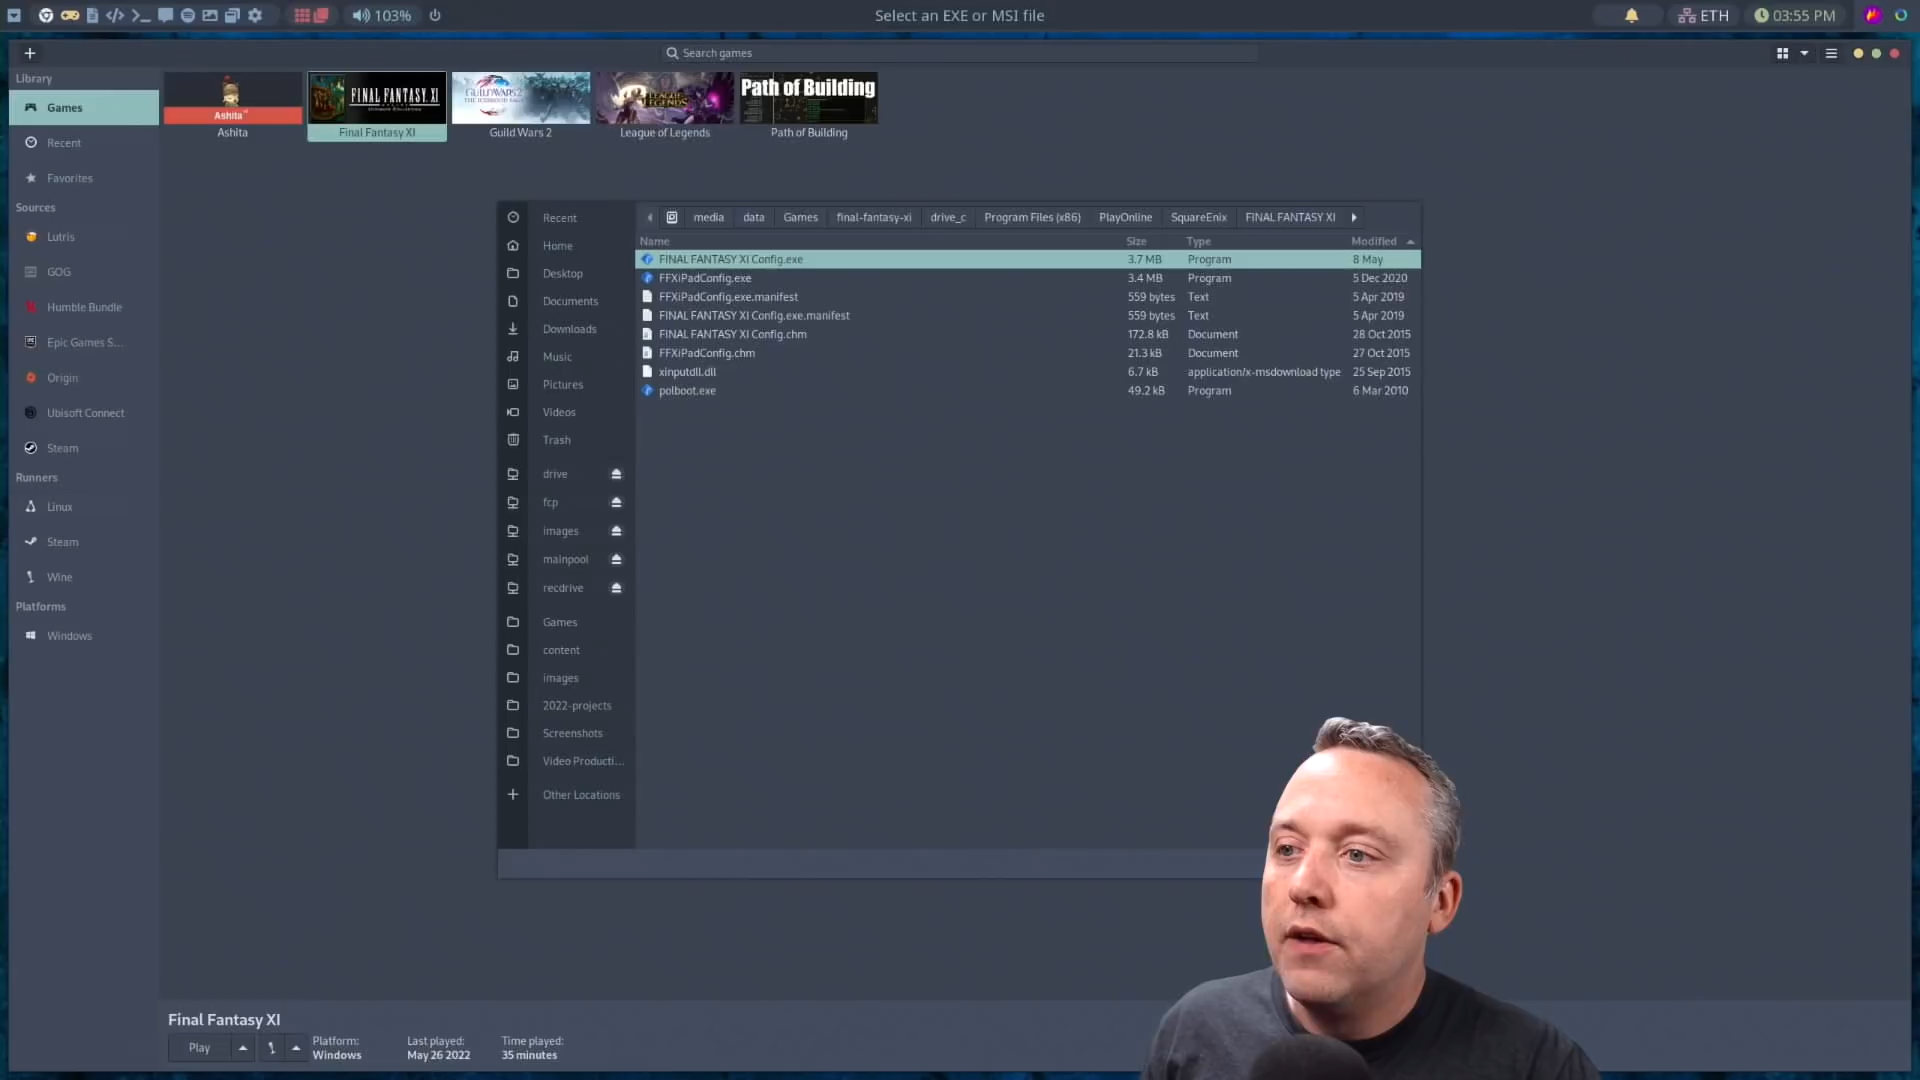 103%
Select an EXE or MSI file
ETH
03:55 PM
Search games
Library
Games
Recent
Favorites
Sources
Lutris
GOG
Humble Bundle
Epic Games S...
Origin
Ubisoft Connect
Steam
Runners
Linux
Steam
Wine
Platforms
Windows
Ashita
Ashita
FINAL FANTASY XI
Final Fantasy XI
GUILD WARS 2
Guild Wars 2
LEAGUE OF LEGENDS
League of Legends
Path of Building
Path of Building
Recent
Home
Desktop
Documents
Downloads
Music
Pictures
Videos
Trash
drive
fcp
images
mainpool
recdrive
Games
content
images
2022-projects
Screenshots
Video Producti...
Other Locations
media data Games final-fantasy-xi drive_c Program Files (x86) PlayOnline SquareEnix FINAL FANTASY XI
Name Size Type Modified
FINAL FANTASY XI Config.exe 3.7 MB Program 8 May
FFXiPadConfig.exe 3.4 MB Program 5 Dec 2020
FFXiPadConfig.exe.manifest 559 bytes Text 5 Apr 2019
FINAL FANTASY XI Config.exe.manifest 559 bytes Text 5 Apr 2019
FINAL FANTASY XI Config.chm 172.8 kB Document 28 Oct 2015
FFXiPadConfig.chm 21.3 kB Document 27 Oct 2015
xinputdll.dll 6.7 kB application/x-msdownload type 25 Sep 2015
polboot.exe 49.2 kB Program 6 Mar 2010
Final Fantasy XI
Play
Platform:
Windows
Last played:
May 26 2022
Time played:
35 minutes